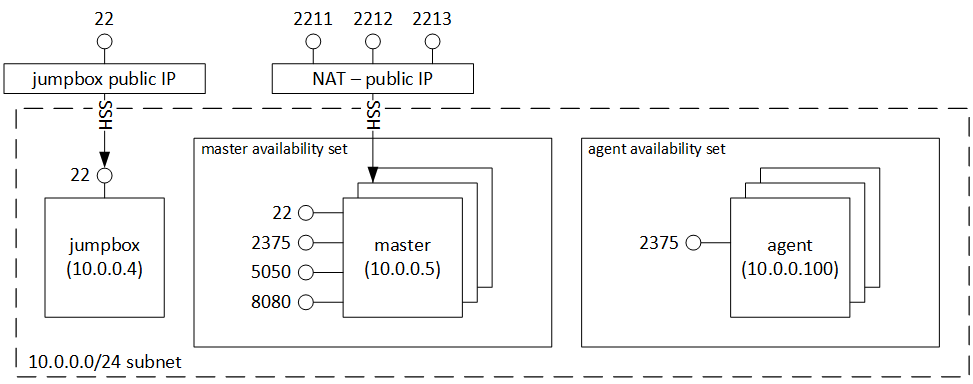 22
2211 2212 2213
jumpbox public IP
NAT – public IP
SSH
SSH
master availability set
agent availability set
22
22
2375
5050
8080
2375
jumpbox
(10.0.0.4)
master
(10.0.0.5)
agent
(10.0.0.100)
10.0.0.0/24 subnet